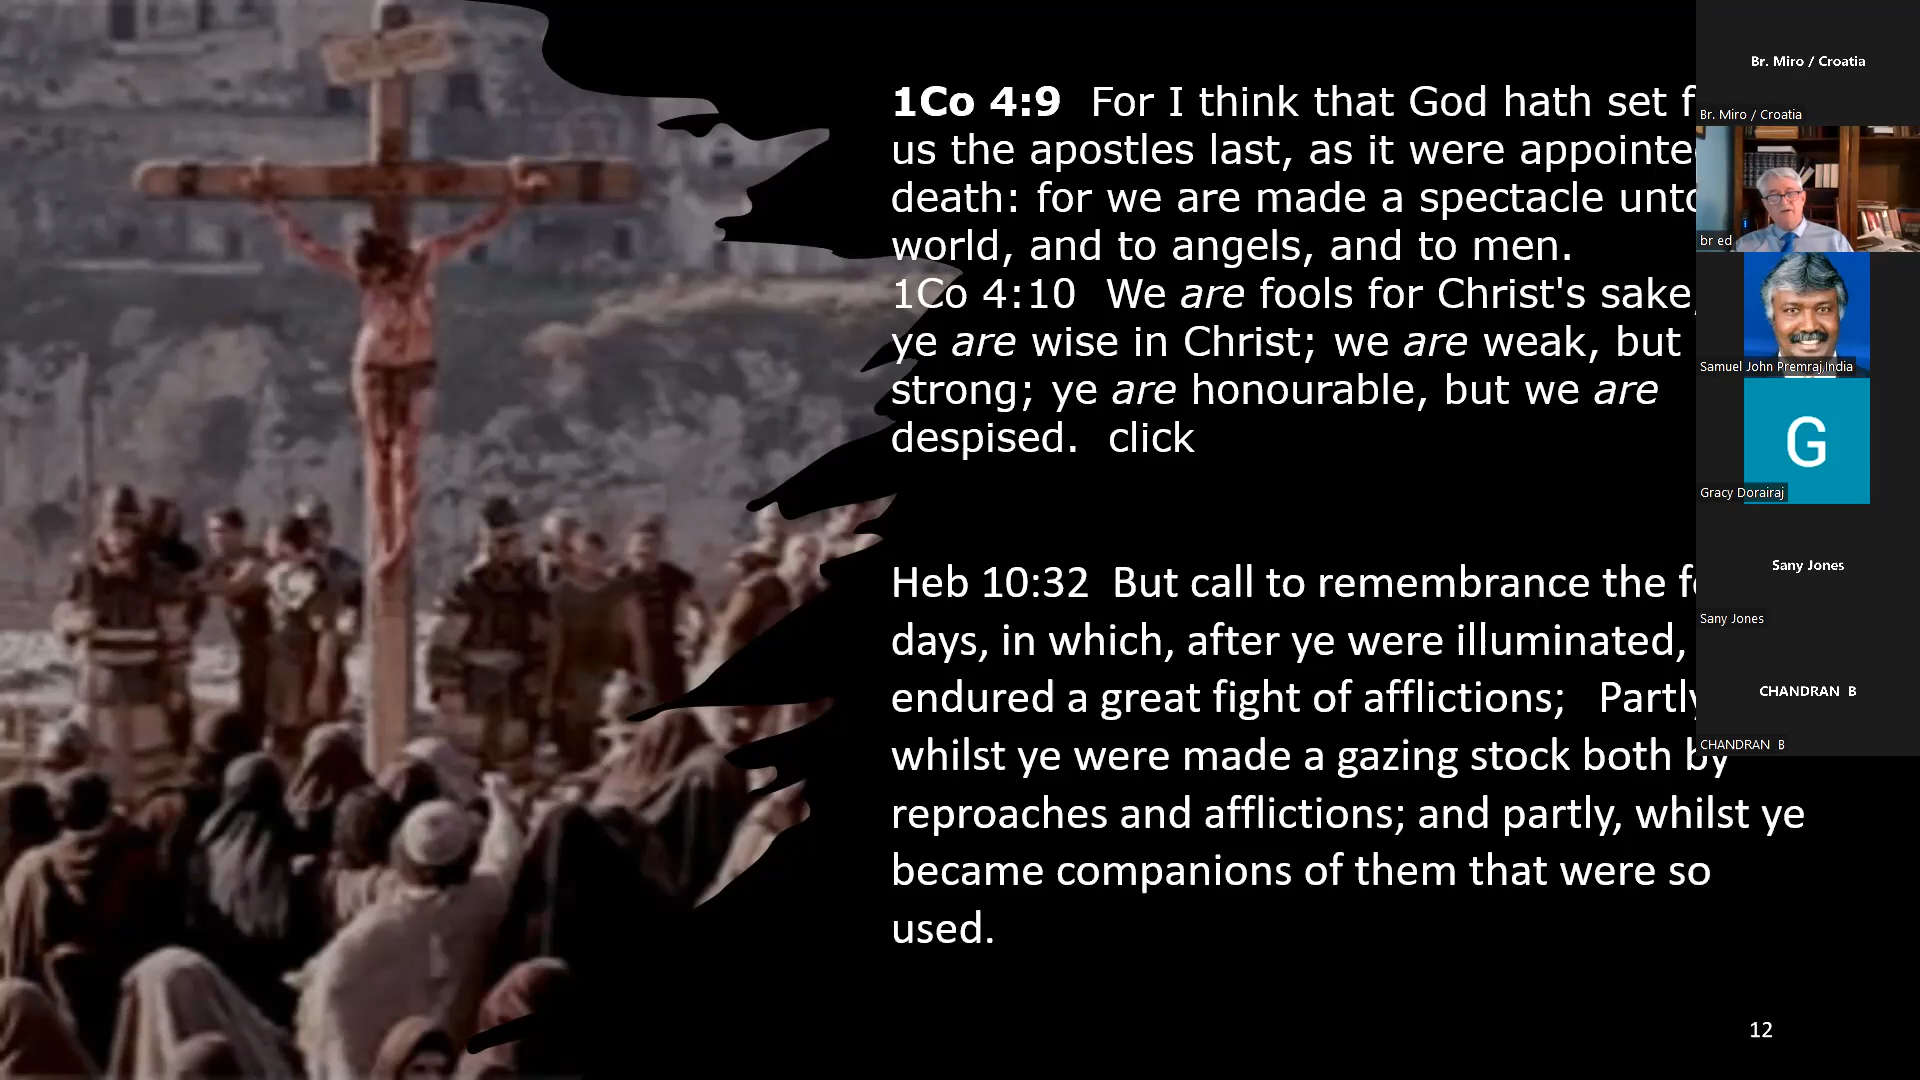 1Co 4:9 For I think that God hath set
us the apostles last, as it were
death: for we are made a spectacle
world, and to angels, and to men.
1Co 4:10 We are fools for Christ's sake,
ye are wise in Christ; we are weak, but
strong; ye are honourable, but we are
despised. click
Heb 10:32 But call to remembrance the
days, in which, after ye were illuminated,
endured a great fight of afflictions; Partly
whilst ye were made a gazing stock both by
reproaches and afflictions; and partly, whilst ye
became companions of them that were so
used.
12
Br. Miro / Croatia
Br. Miro / Croatia
br ed
Samuel John Premraj,India
G
Gracy Dorairaj
Sany Jones
Sany Jones
CHANDRAN B
CHANDRAN B